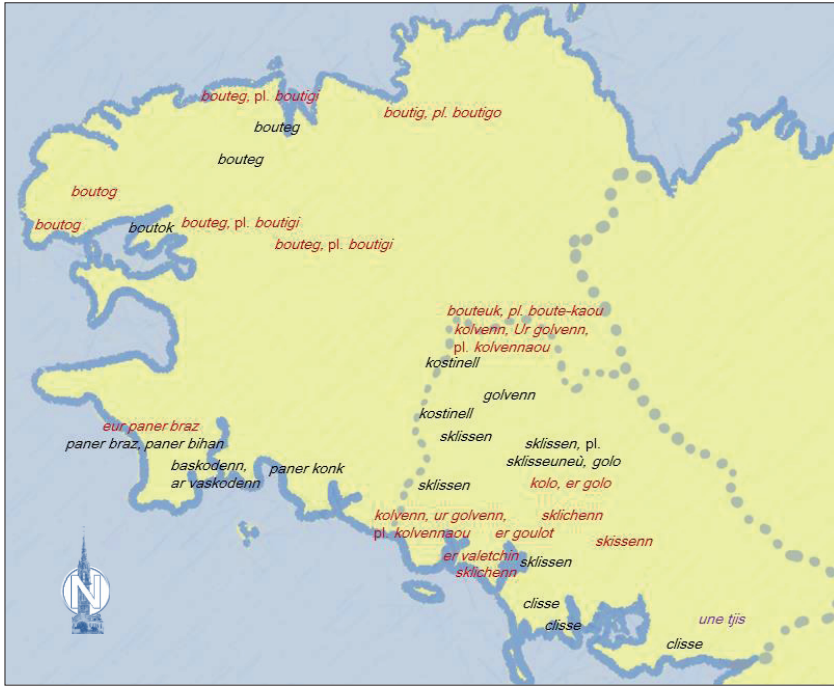 bouteg, pl. boutigi
boutig, pl. boutigo
bouteg
bouteg
boutog
boutog
boutok
bouteg, pl. boutigi
bouteg, pl. boutigi
bouteuk, pl. boute-kaou
kolvenn, Ur golvenn,
pl. kolvennaou
kostinell
golvenn
kostinell
eur paner braz
paner braz, paner bihan
sklissen
sklissen, pl.
sklisseuneù, golo
baskodenn,
ar vaskodenn
paner konk
sklissen
kolo, er golo
kolvenn, ur golvenn,
pl. kolvennaou
sklichenn
er goulot
skissenn
er valetchin
sklichenn
sklissen
clisse
clisse
une tjis
clisse
N